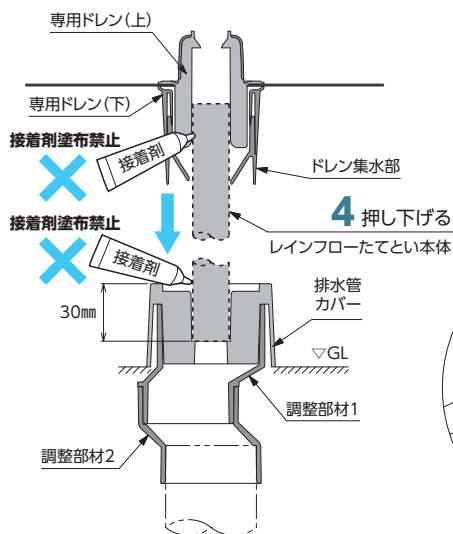 専用ドレン(上)
専用ドレン(下)
接着剤塗布禁止
接着剤
ドレン集水部
4 押し下げる
レインフローたてとい本体
接着剤塗布禁止
接着剤
排水管
カバー
30㎜
▽GL
調整部材1
調整部材2